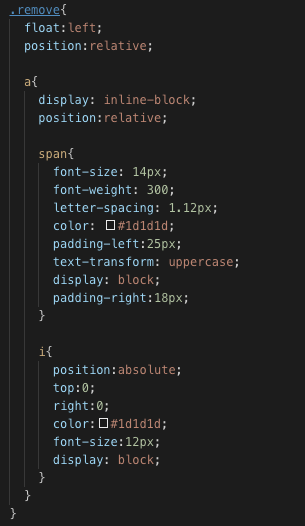 .remove{
float:left;
position:relative;
a{
display: inline-block;
position:relative;
span{
font-size: 14px;
font-weight: 300;
letter-spacing: 1.12px;
color: #1d1d1d;
padding-left:25px;
text-transform: uppercase;
display: block;
padding-right:18px;
}
i{
position:absolute;
top:0;
right:0;
color:#1d1d1d;
font-size:12px;
display: block;
}
}
}